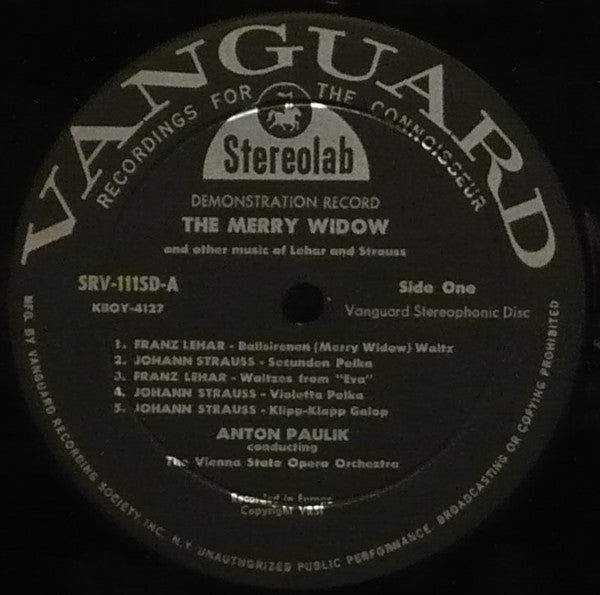 VANGUARD
RECORDINGS FOR THE CONNOISSEUR
Stereolab
DEMONSTRATION RECORD
THE MERRY WIDOW
and other music of Lehar and Strauss
SRV-111SD-A
Side One
KBOY-4127
Vanguard Stereophonic Disc
1. FRANZ LEHAR - Ballsirenen (Merry Widow) Waltz
2. JOHANN STRAUSS - Secunden Polka
3. FRANZ LEHAR - Waltzes from "Eva"
4. JOHANN STRAUSS - Violetta Polka
5. JOHANN STRAUSS - Klipp-Klapp Galop
ANTON PAULIK
conducting
The Vienna State Opera Orchestra
Recorded in Europe
Copyright VRSI
MFG. BY VANGUARD RECORDING SOCIETY INC. N.Y. UNAUTHORIZED PUBLIC PERFORMANCE, BROADCASTING OR COPYING PROHIBITED